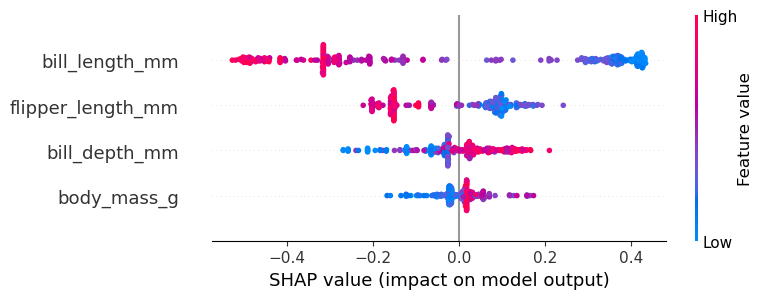 High
bill_length_mm
flipper_length_mm
bill_depth_mm
body_mass_g
Feature value
Low
−0.4 −0.2 0.0 0.2 0.4
SHAP value (impact on model output)